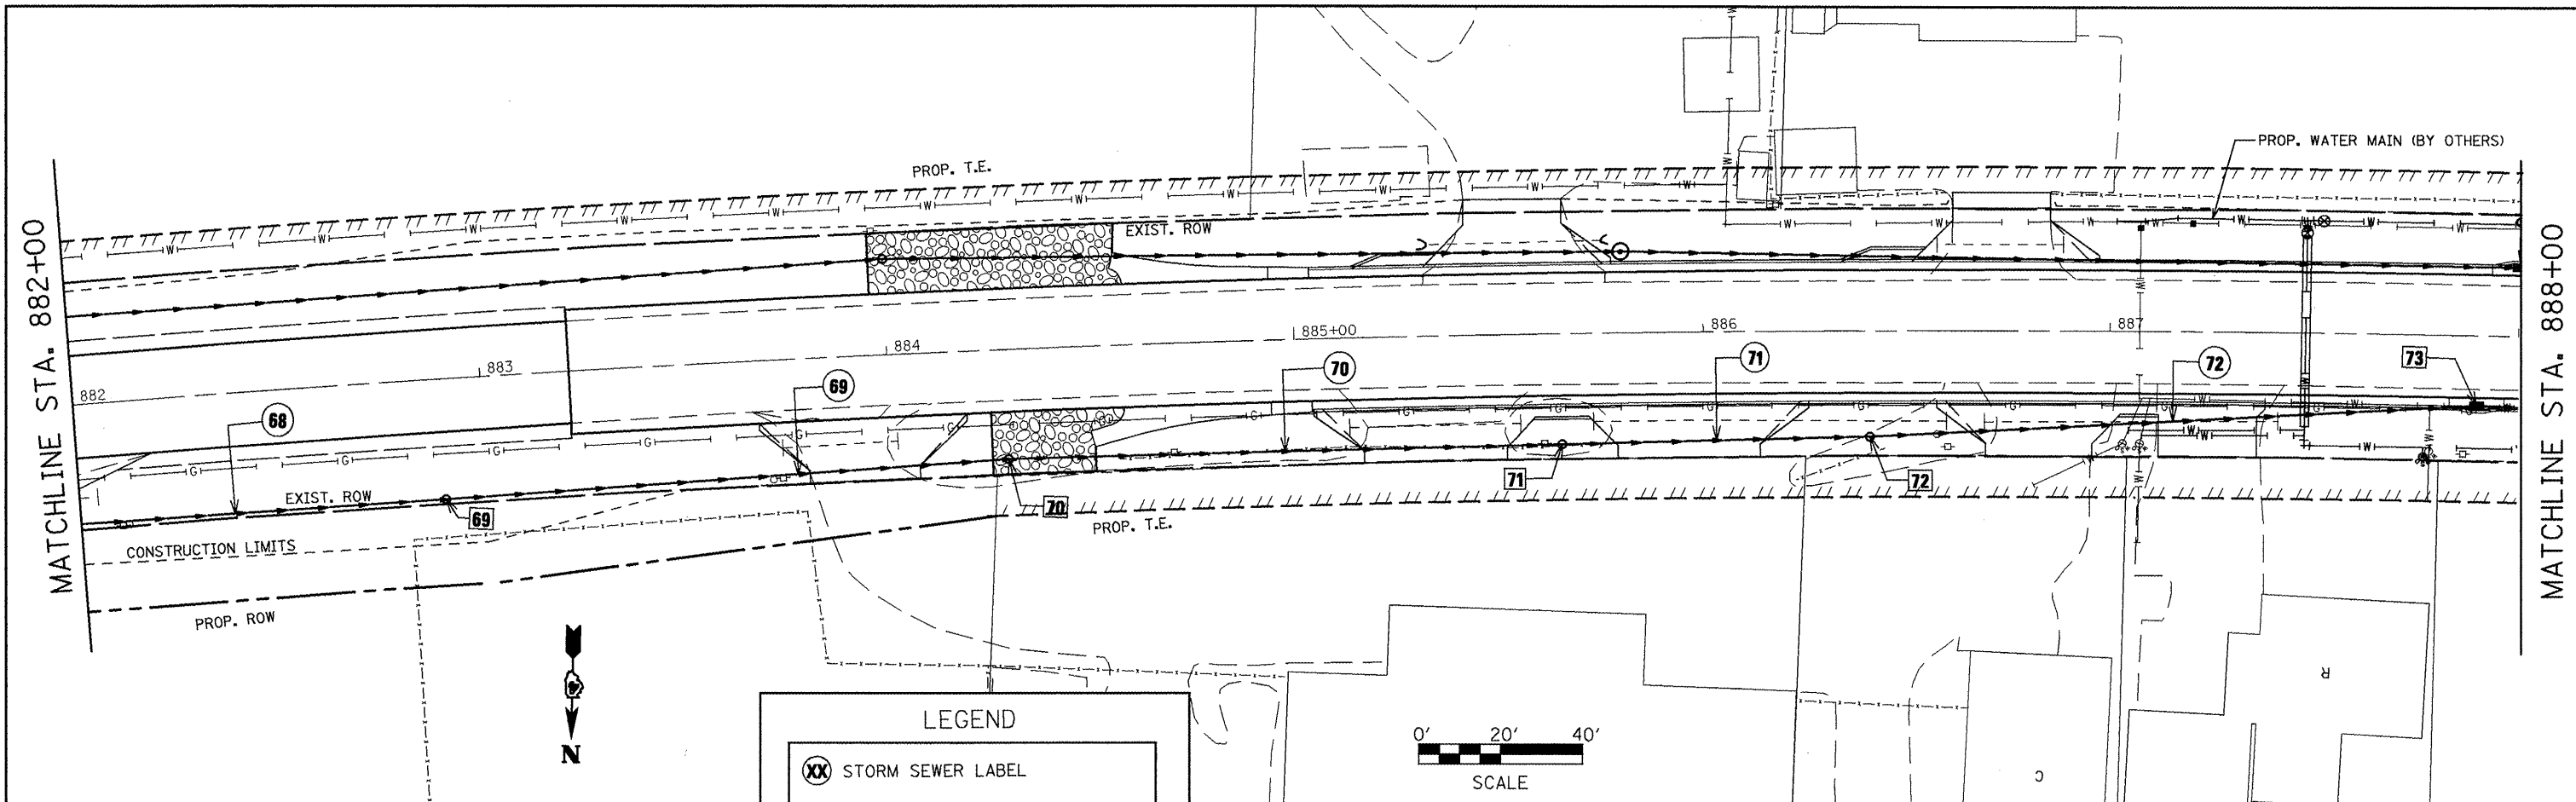 PROP. WATER MAIN (BY OTHERS)
PROP. T.E.
EXIST. ROW
MATCHLINE STA. 882+00
MATCHLINE STA. 888+00
882
883
884
885+00
886
887
68
69
70
71
72
73
EXIST. ROW
69
70
71
72
CONSTRUCTION LIMITS
PROP. T.E.
PROP. ROW
N
LEGEND
XX STORM SEWER LABEL
0' 20' 40'
SCALE
R
C
W
G